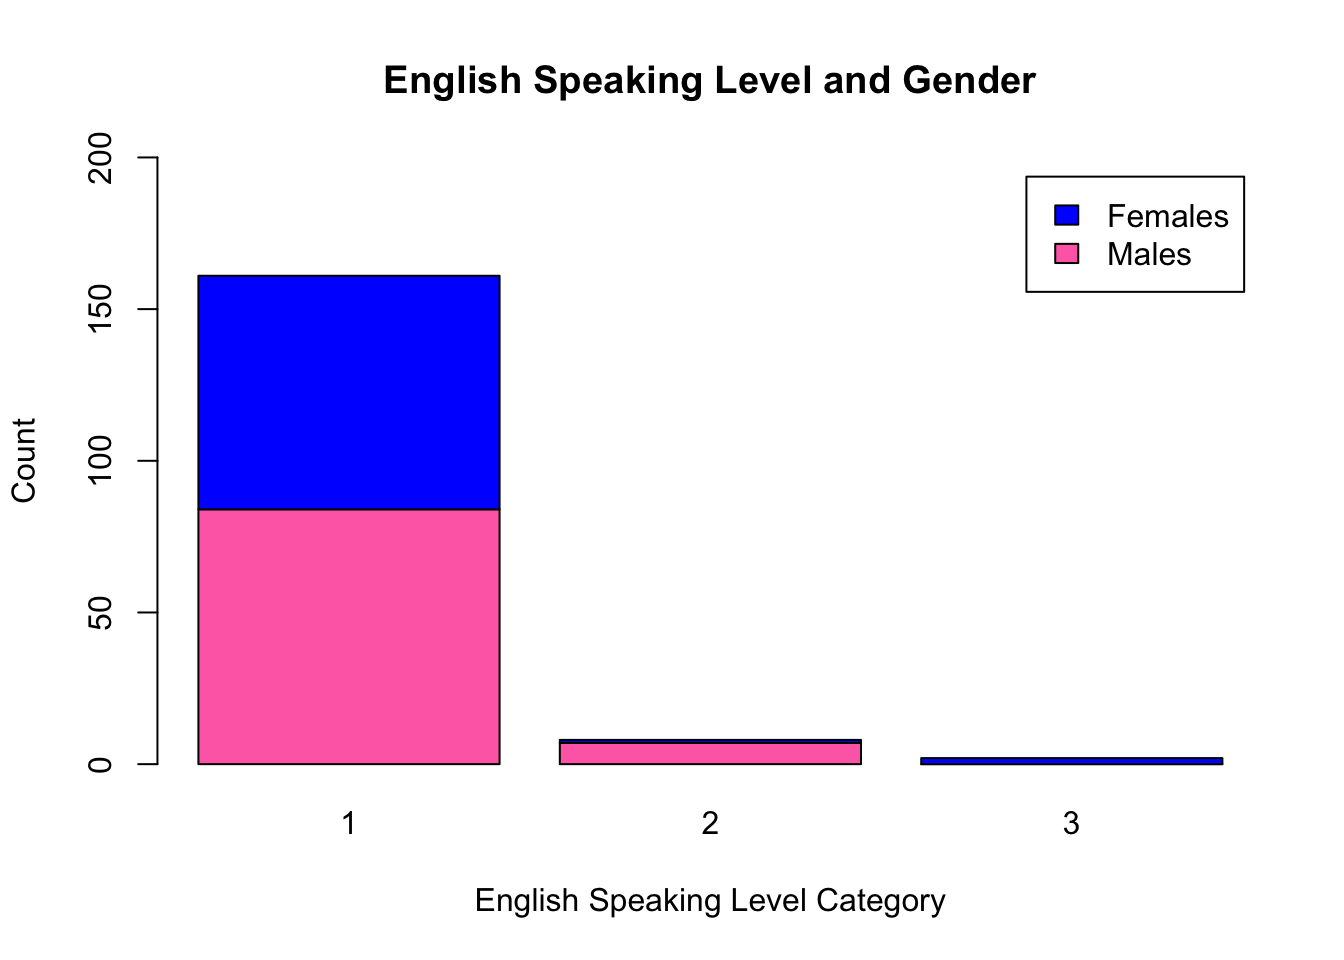 English Speaking Level and Gender
200
150
100
50
0
Count
Females
Males
1
2
3
English Speaking Level Category